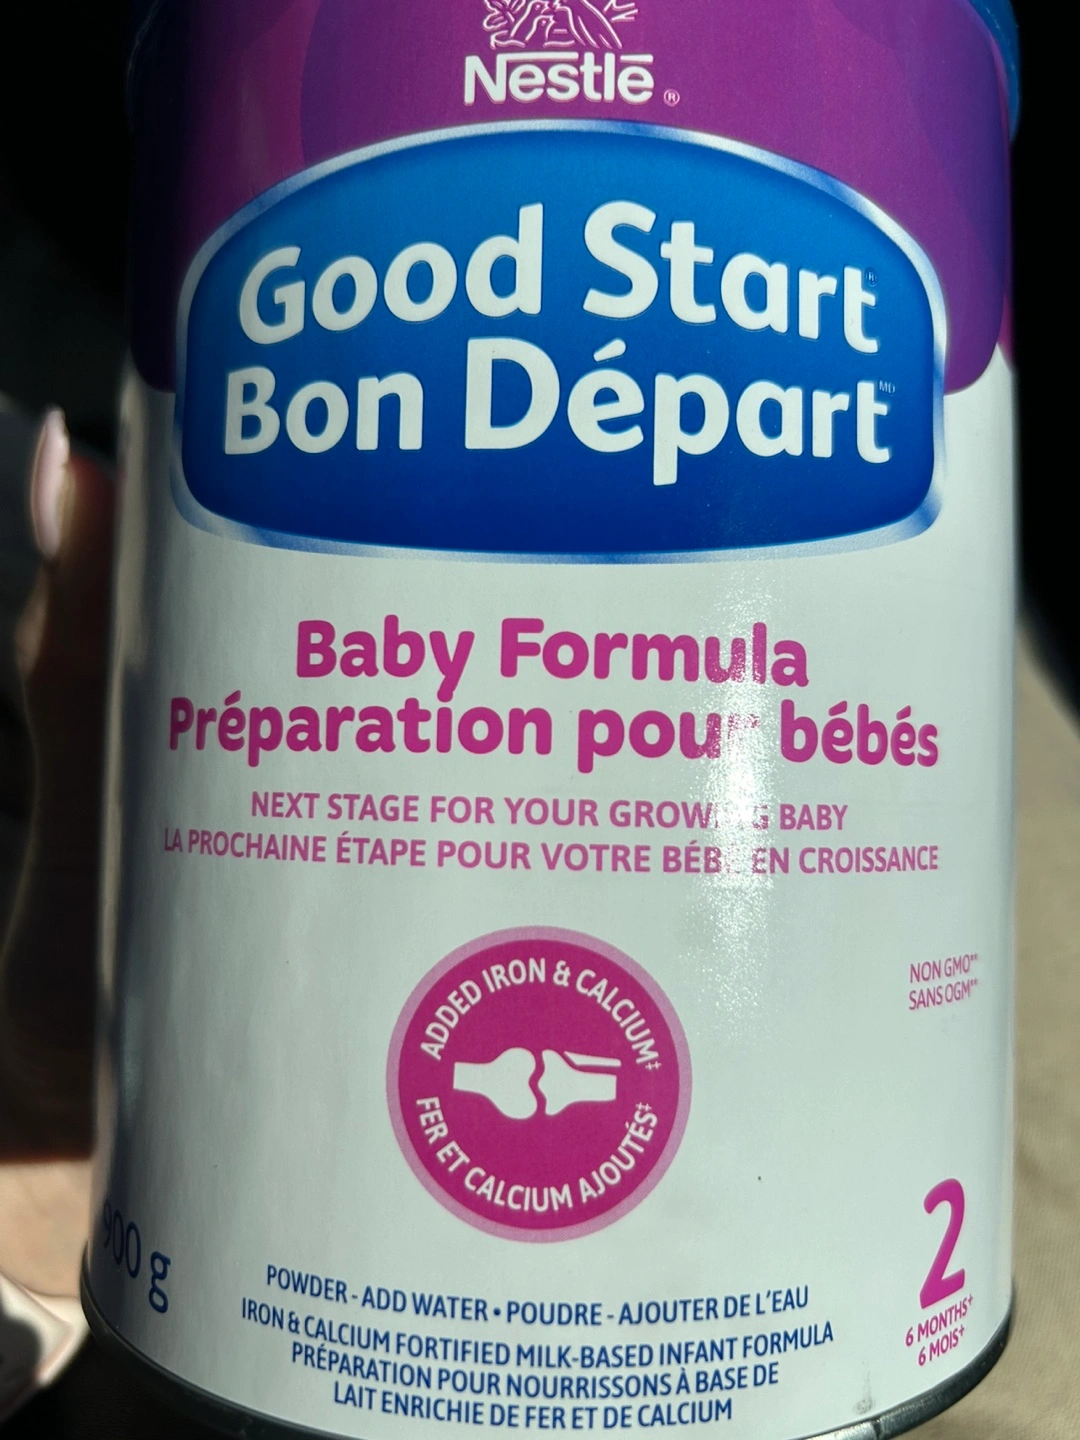 Nestlé ®
Good Start®
Bon Départ MD
Baby Formula
Préparation pour bébés
NEXT STAGE FOR YOUR GROWING BABY
LA PROCHAINE ÉTAPE POUR VOTRE BÉBÉ EN CROISSANCE
NON GMO**
SANS OGM**
ADDED IRON & CALCIUM‡
FER ET CALCIUM AJOUTÉS‡
900 g
2
6 MONTHS+
6 MOIS+
POWDER - ADD WATER • POUDRE - AJOUTER DE L'EAU
IRON & CALCIUM FORTIFIED MILK-BASED INFANT FORMULA
PRÉPARATION POUR NOURRISSONS À BASE DE
LAIT ENRICHIE DE FER ET DE CALCIUM